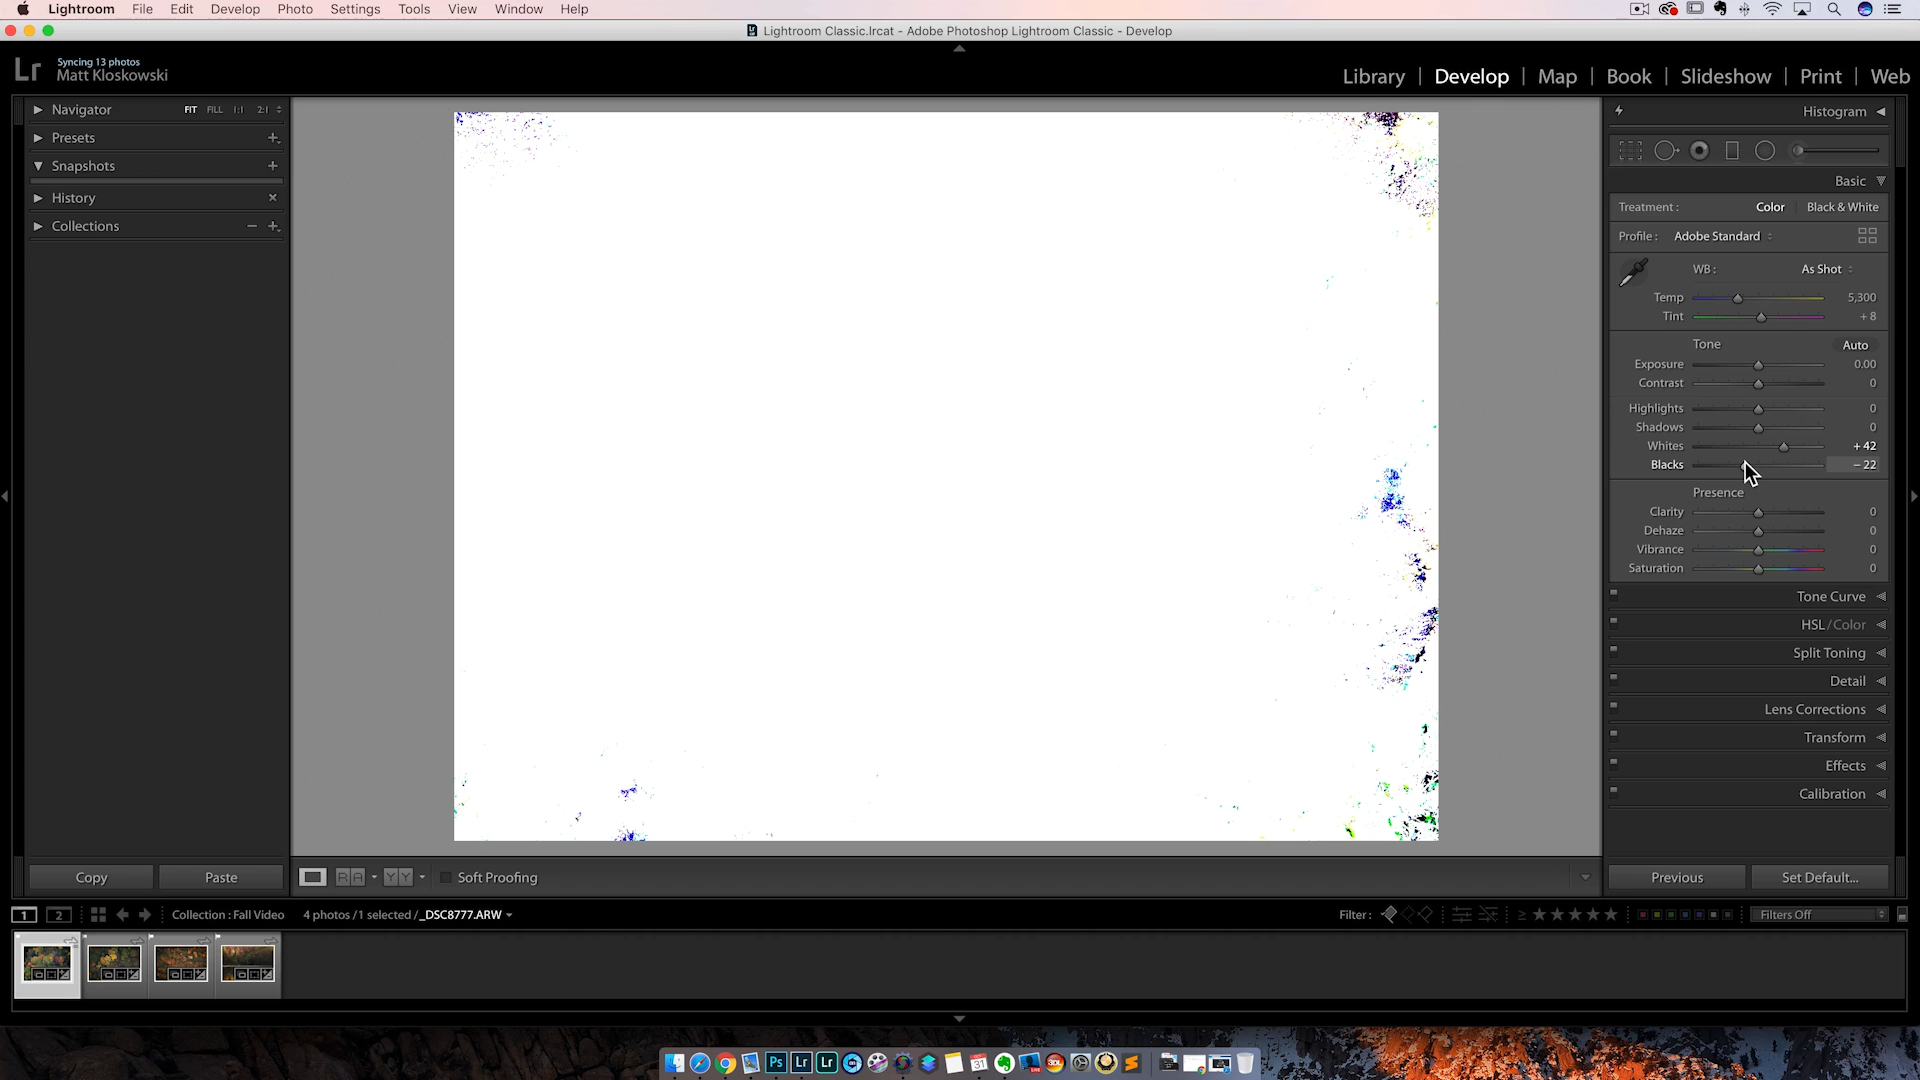 Lightroom File Edit Develop Photo Settings Tools View Window Help
Lightroom Classic.lrcat - Adobe Photoshop Lightroom Classic - Develop
Lr
Syncing 13 photos
Matt Kloskowski
Library | Develop | Map | Book | Slideshow | Print | Web
Navigator FIT FILL 1:1 2:1
Presets
Snapshots
History
Collections
Histogram
Basic
Treatment : Color Black & White
Profile : Adobe Standard
WB : As Shot
Temp 5,300
Tint + 8
Tone Auto
Exposure 0.00
Contrast 0
Highlights 0
Shadows 0
Whites + 42
Blacks – 22
Presence
Clarity 0
Dehaze 0
Vibrance 0
Saturation 0
Tone Curve
HSL / Color
Split Toning
Detail
Lens Corrections
Transform
Effects
Calibration
Copy Paste
R A Y Y Soft Proofing
Previous Set Default...
1 2 Collection : Fall Video 4 photos / 1 selected / _DSC8777.ARW
Filter : ≥ ★★★★★ Filters Off
Ps Lr Lr 31